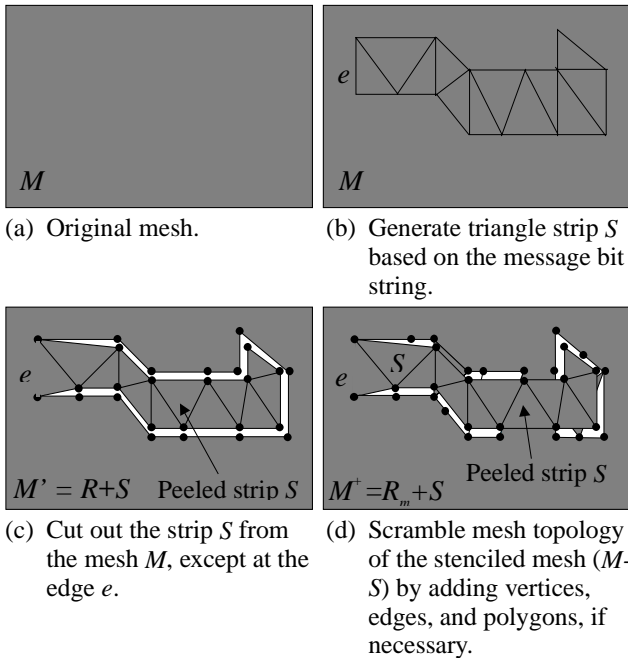 M
e
M
(a) Original mesh.
(b) Generate triangle strip S
based on the message bit
string.
e
M' = R+S
Peeled strip S
e
S
M⁺=Rₘ+S
Peeled strip S
(c) Cut out the strip S from
the mesh M, except at the
edge e.
(d) Scramble mesh topology
of the stenciled mesh (M-
S) by adding vertices,
edges, and polygons, if
necessary.